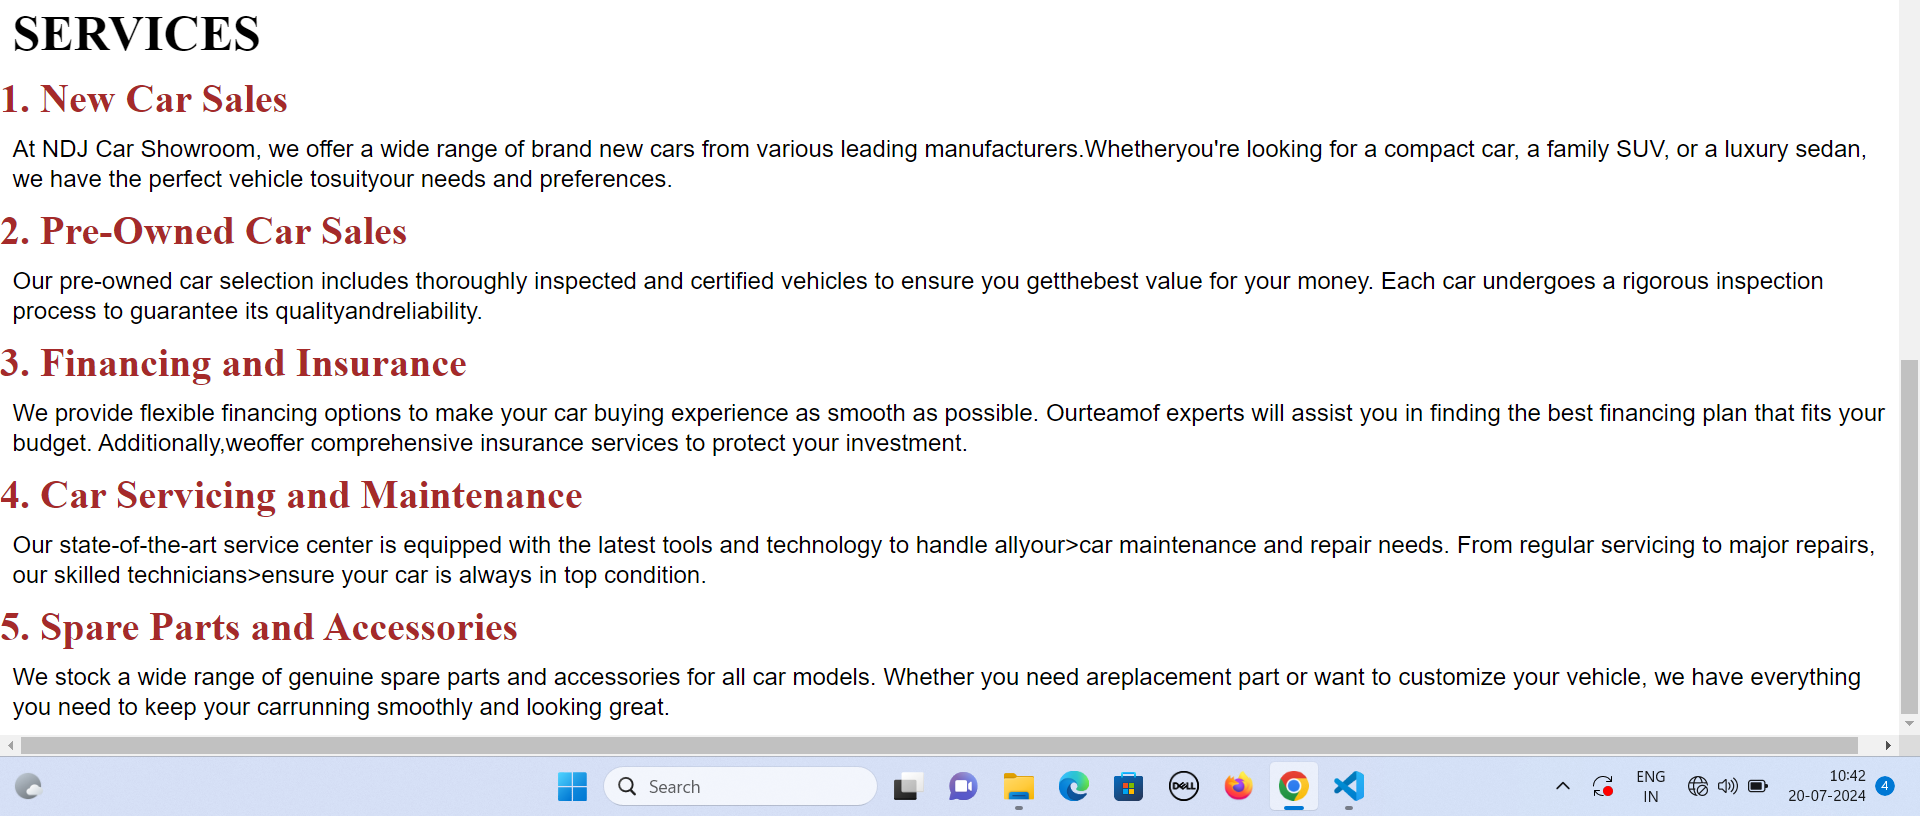 SERVICES
1. New Car Sales
At NDJ Car Showroom, we offer a wide range of brand new cars from various leading manufacturers.Whetheryou're looking for a compact car, a family SUV, or a luxury sedan,
we have the perfect vehicle tosuityour needs and preferences.
2. Pre-Owned Car Sales
Our pre-owned car selection includes thoroughly inspected and certified vehicles to ensure you getthebest value for your money. Each car undergoes a rigorous inspection
process to guarantee its qualityandreliability.
3. Financing and Insurance
We provide flexible financing options to make your car buying experience as smooth as possible. Ourteamof experts will assist you in finding the best financing plan that fits your
budget. Additionally,weoffer comprehensive insurance services to protect your investment.
4. Car Servicing and Maintenance
Our state-of-the-art service center is equipped with the latest tools and technology to handle allyour>car maintenance and repair needs. From regular servicing to major repairs,
our skilled technicians>ensure your car is always in top condition.
5. Spare Parts and Accessories
We stock a wide range of genuine spare parts and accessories for all car models. Whether you need areplacement part or want to customize your vehicle, we have everything
you need to keep your carrunning smoothly and looking great.
Search
DELL
ENG
IN
10:42
20-07-2024
4